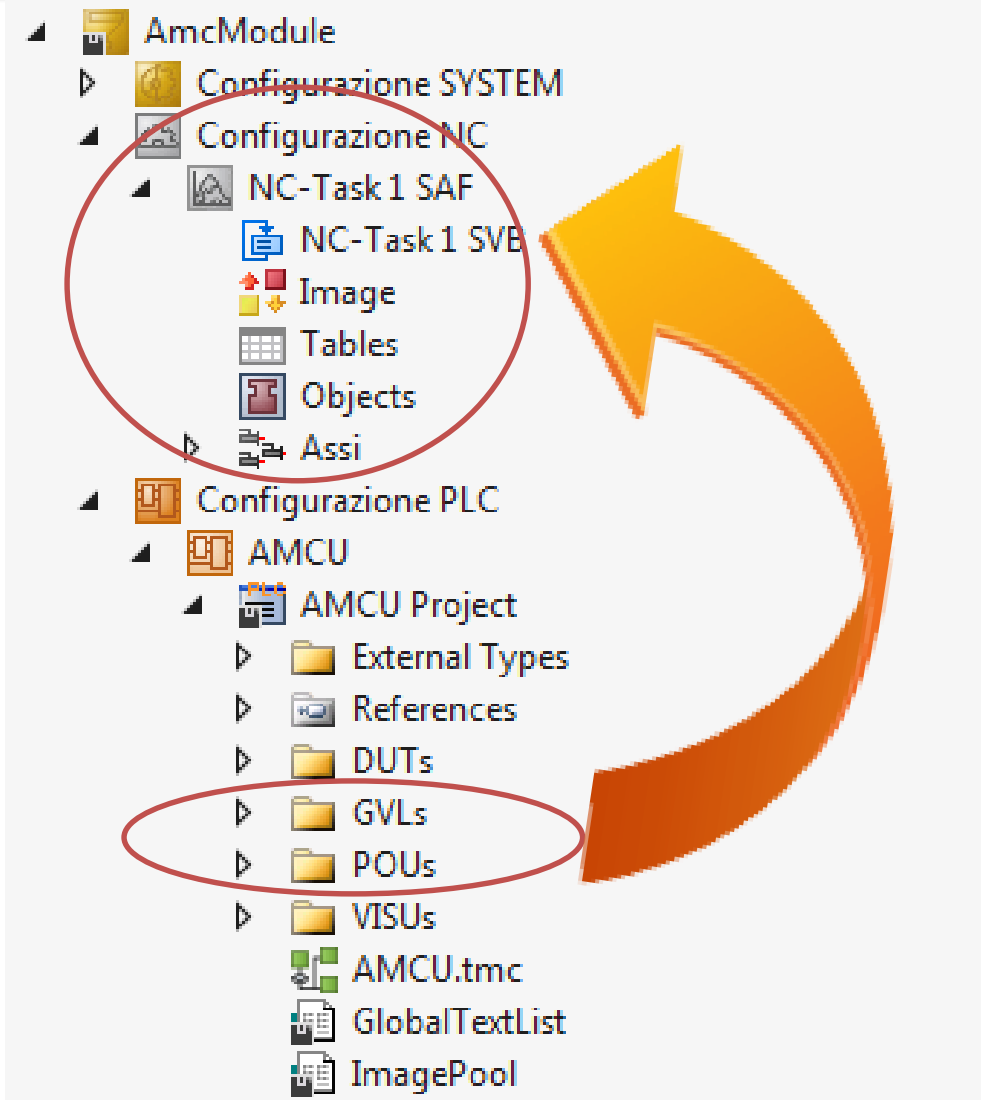 AmcModule
Configurazione SYSTEM
Configurazione NC
NC-Task 1 SAF
NC-Task 1 SVB
Image
Tables
Objects
Assi
Configurazione PLC
AMCU
PLC
AMCU Project
External Types
References
DUTs
GVLs
POUs
VISUs
AMCU.tmc
GlobalTextList
ImagePool